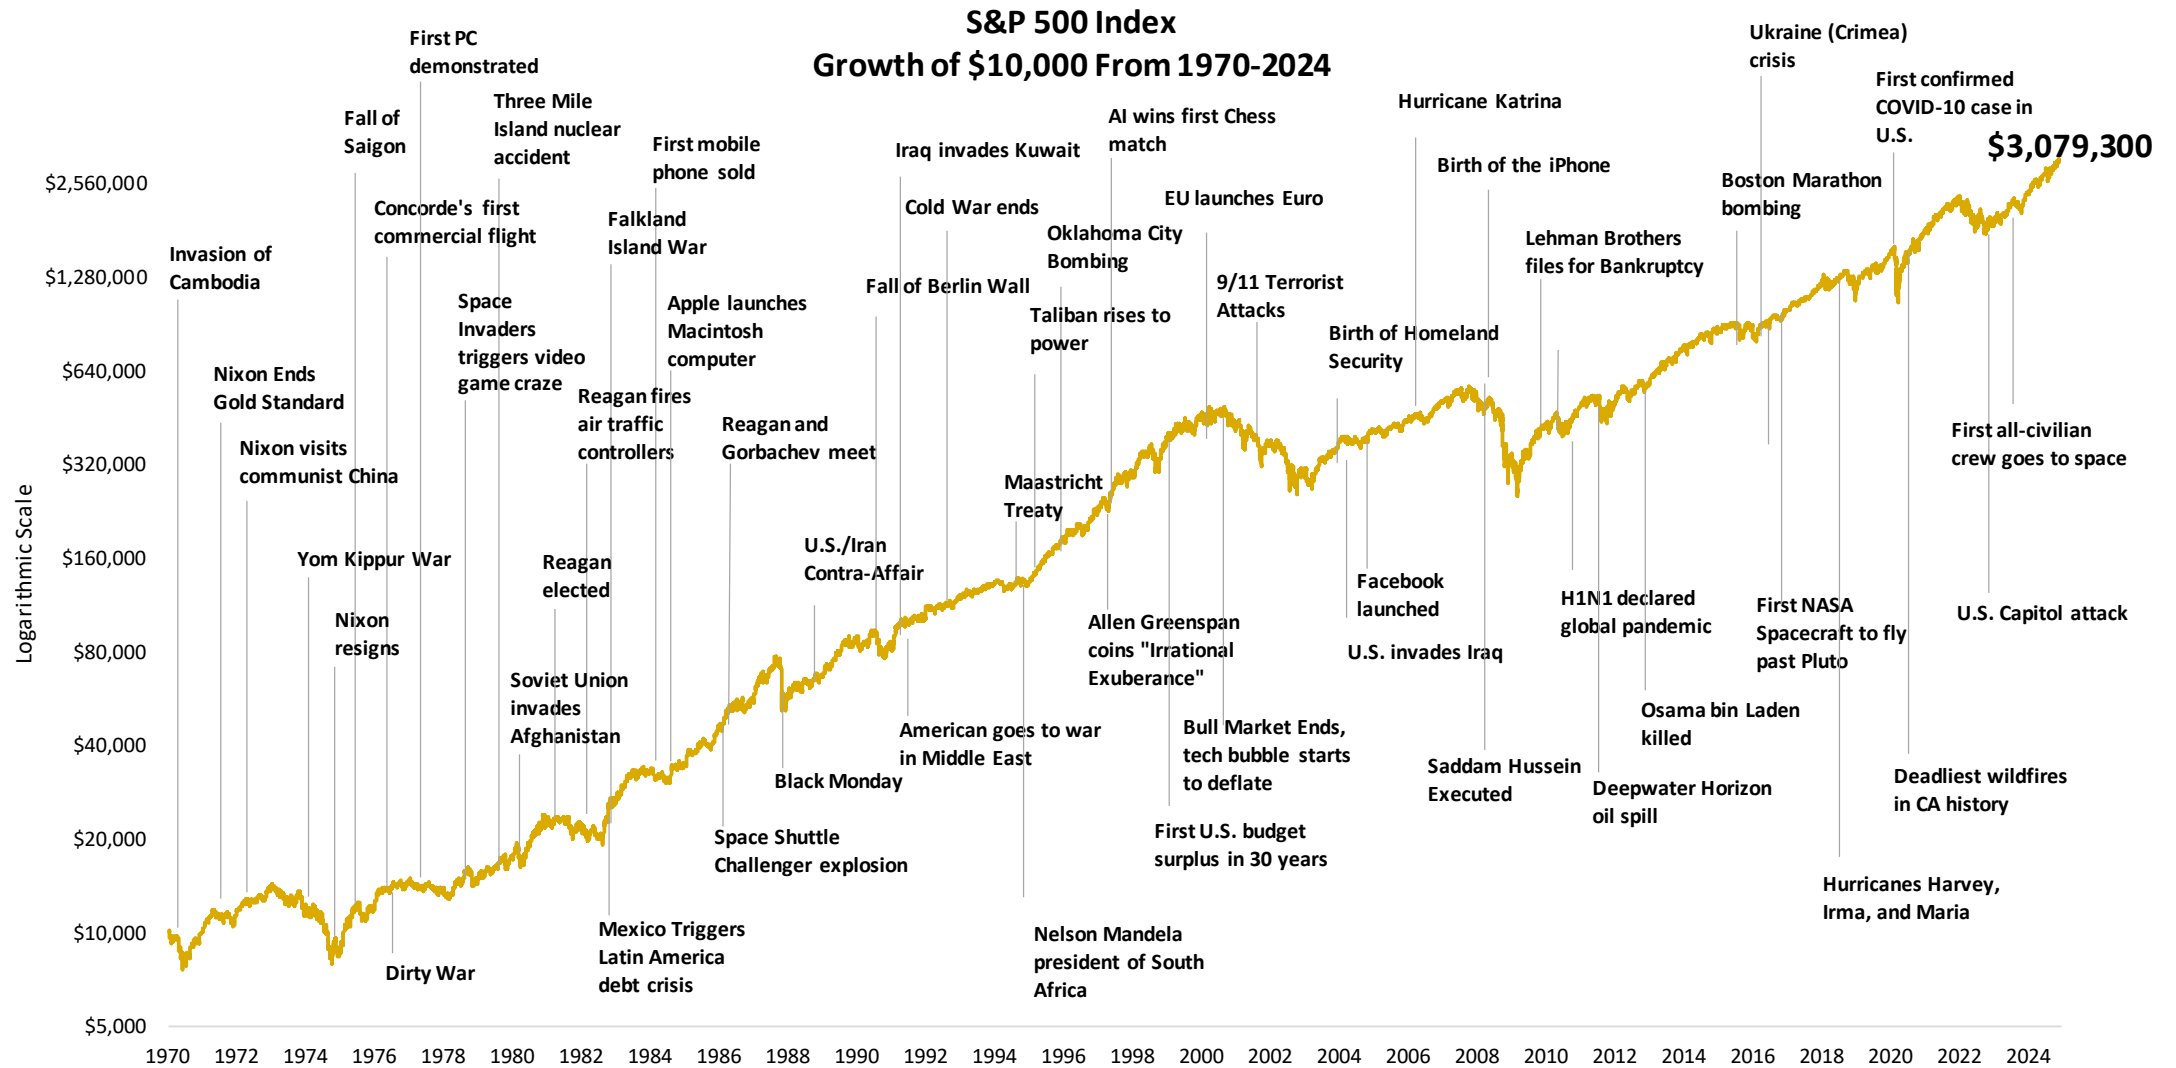 S&P 500 Index
Growth of $10,000 From 1970-2024
First PC
demonstrated
Ukraine (Crimea)
crisis
Three Mile
Island nuclear
accident
Fall of
Saigon
First mobile
phone sold
Iraq invades Kuwait
AI wins first Chess
match
Hurricane Katrina
First confirmed
COVID-10 case in
U.S.
$3,079,300
Birth of the iPhone
Boston Marathon
bombing
Concorde's first
commercial flight
Falkland
Island War
Cold War ends
EU launches Euro
Oklahoma City
Bombing
Lehman Brothers
files for Bankruptcy
Invasion of
Cambodia
Fall of Berlin Wall
9/11 Terrorist
Attacks
Space
Invaders
triggers video
game craze
Apple launches
Macintosh
computer
Taliban rises to
power
Birth of Homeland
Security
Nixon Ends
Gold Standard
Reagan fires
air traffic
controllers
Reagan and
Gorbachev meet
Nixon visits
communist China
First all-civilian
crew goes to space
Maastricht
Treaty
Yom Kippur War
Reagan
elected
U.S./Iran
Contra-Affair
Facebook
launched
H1N1 declared
global pandemic
First NASA
Spacecraft to fly
past Pluto
U.S. Capitol attack
Nixon
resigns
Allen Greenspan
coins "Irrational
Exuberance"
U.S. invades Iraq
Soviet Union
invades
Afghanistan
Osama bin Laden
killed
American goes to war
in Middle East
Bull Market Ends,
tech bubble starts
to deflate
Black Monday
Saddam Hussein
Executed
Deepwater Horizon
oil spill
Deadliest wildfires
in CA history
Space Shuttle
Challenger explosion
First U.S. budget
surplus in 30 years
Hurricanes Harvey,
Irma, and Maria
Mexico Triggers
Latin America
debt crisis
Nelson Mandela
president of South
Africa
Dirty War
Logarithmic Scale
$2,560,000
$1,280,000
$640,000
$320,000
$160,000
$80,000
$40,000
$20,000
$10,000
$5,000
1970 1972 1974 1976 1978 1980 1982 1984 1986 1988 1990 1992 1994 1996 1998 2000 2002 2004 2006 2008 2010 2012 2014 2016 2018 2020 2022 2024